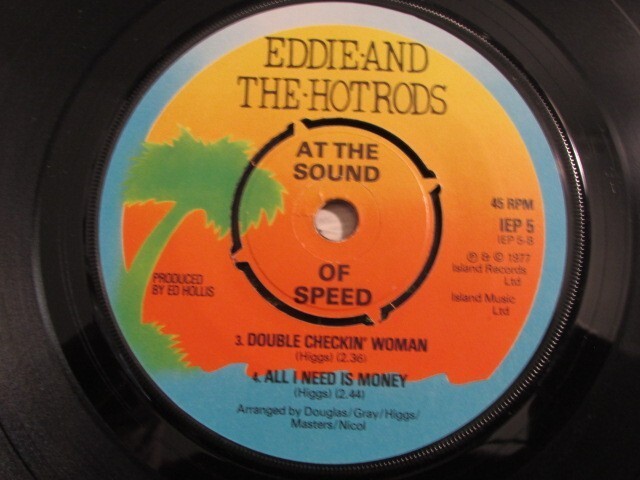 EDDIE·AND
THE·HOTRODS
AT THE
SOUND
OF
SPEED
45 RPM
IEP 5
IEP 5-B
℗ & © 1977
Island Records
Ltd
Island Music
Ltd
PRODUCED
BY ED HOLLIS
3. DOUBLE CHECKIN' WOMAN
(Higgs) (2.36)
4. ALL I NEED IS MONEY
(Higgs) (2.44)
Arranged by Douglas/Gray/Higgs/
Masters/Nicol